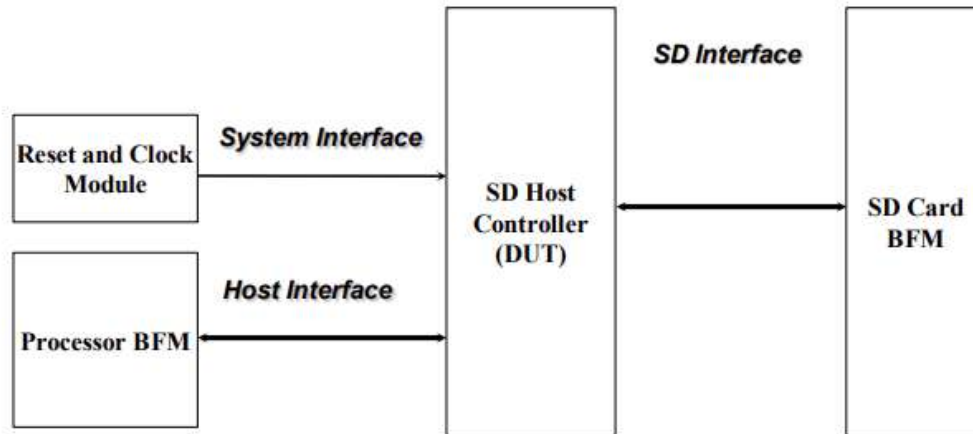 Reset and Clock
Module
System Interface
Processor BFM
Host Interface
SD Host
Controller
(DUT)
SD Interface
SD Card
BFM